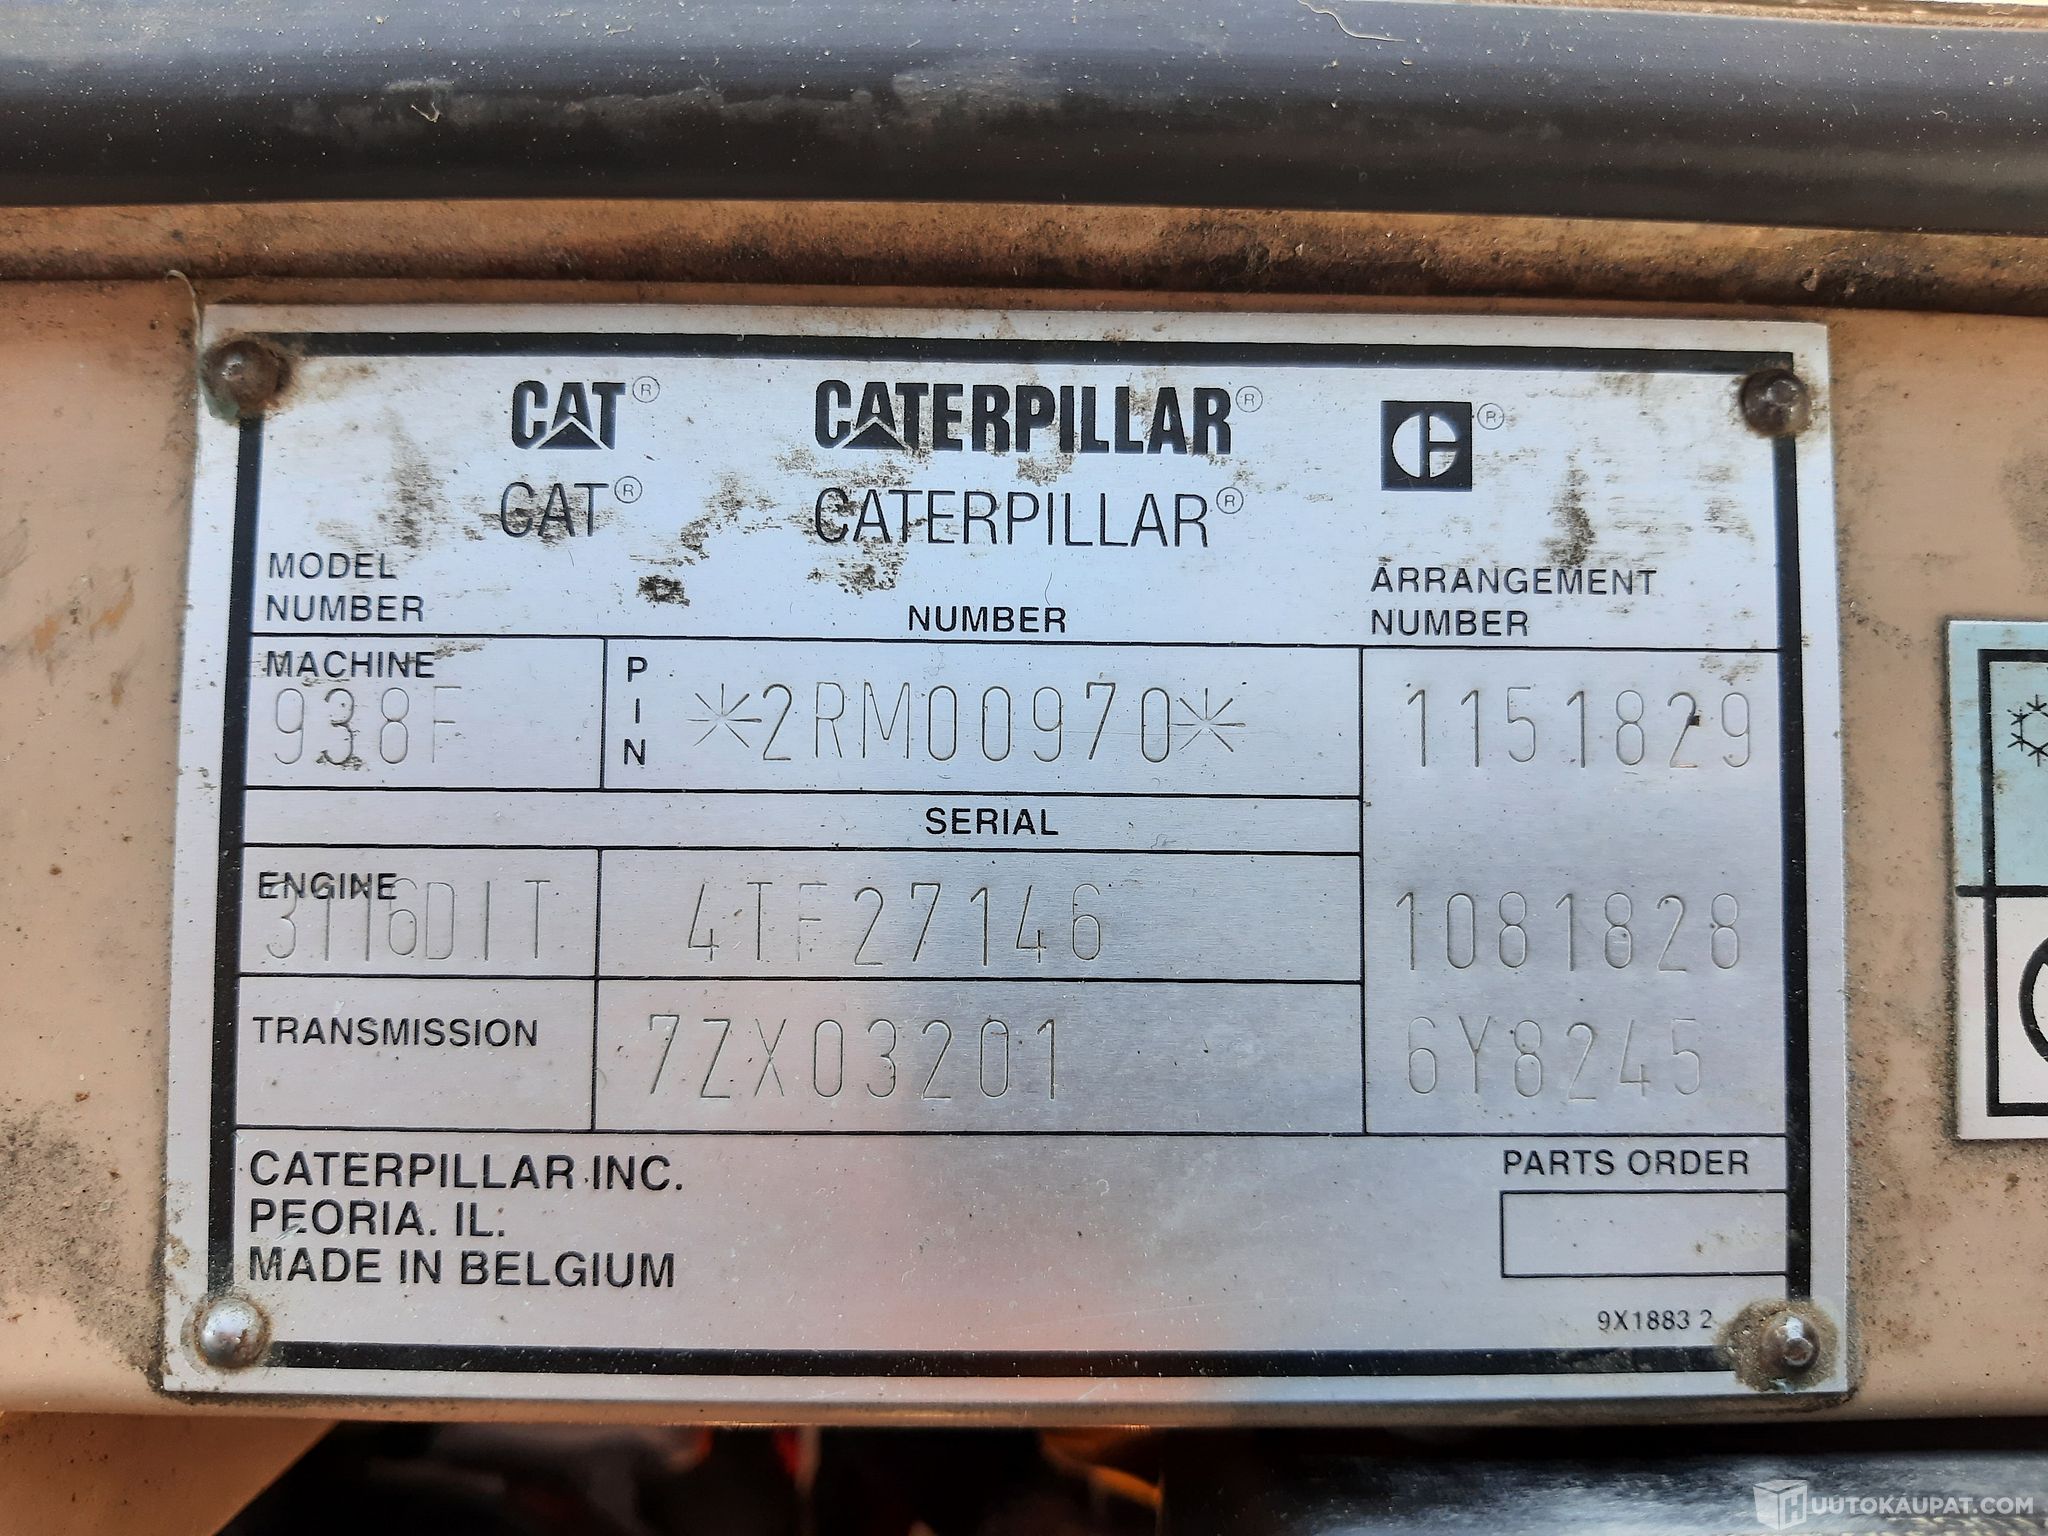 CAT® CATERPILLAR® ®
CAT® CATERPILLAR®
MODEL
NUMBER NUMBER ARRANGEMENT
NUMBER
MACHINE PIN
938F *2RM00970* 1151829
SERIAL
ENGINE
3116DIT 4TF27146 1081828
TRANSMISSION 7ZX03201 6Y8245
CATERPILLAR INC.
PEORIA. IL.
MADE IN BELGIUM
PARTS ORDER
9X1883 2
HUUTOKAUPAT.COM